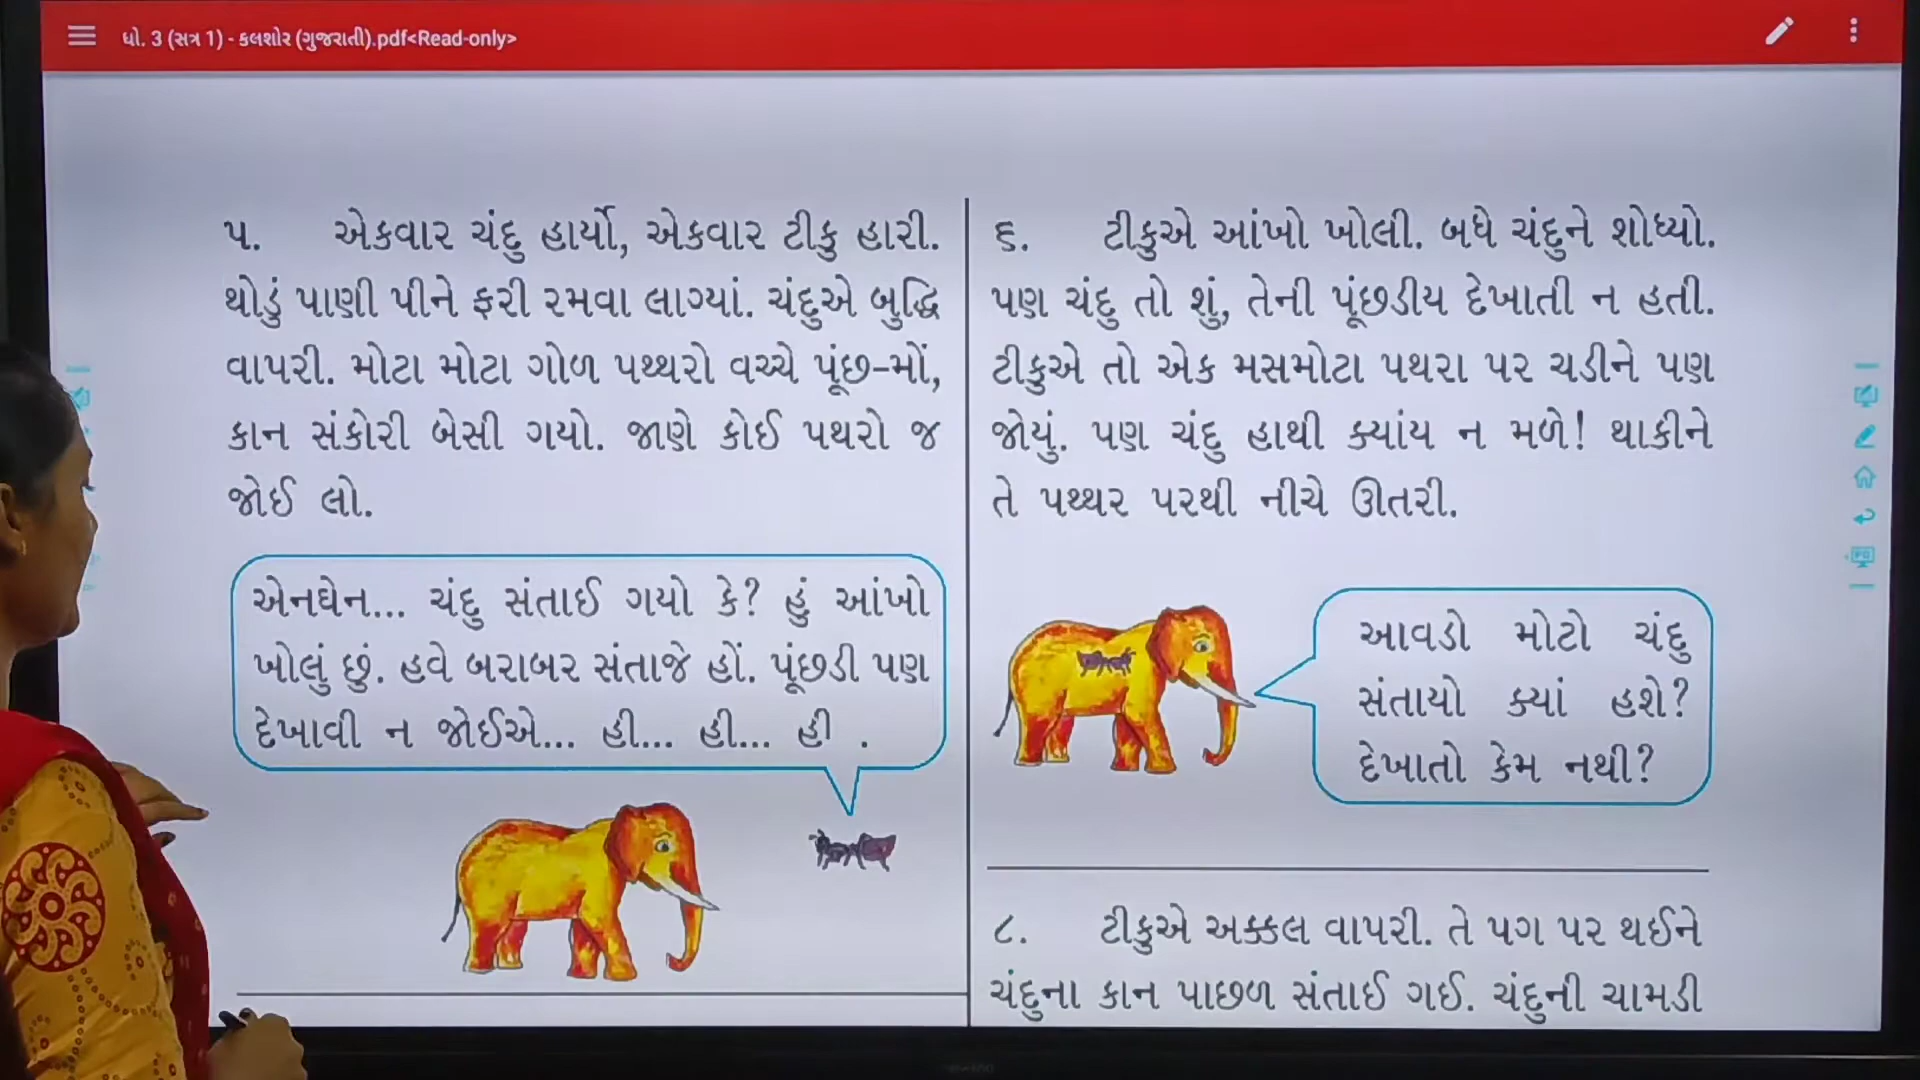 ધો. 3 (સત્ર 1) - કલશોર (ગુજરાતી).pdf<Read-only>
૫. એકવાર ચંદુ હાર્યો, એકવાર ટીકુ હારી.
થોડું પાણી પીને ફરી રમવા લાગ્યાં. ચંદુએ બુદ્ધિ
વાપરી. મોટા મોટા ગોળ પથ્થરો વચ્ચે પૂંછ-મોં,
કાન સંકોરી બેસી ગયો. જાણે કોઈ પથરો જ
જોઈ લો.
એનઘેન... ચંદુ સંતાઈ ગયો કે? હું આંખો
ખોલું છું. હવે બરાબર સંતાજે હોં. પૂંછડી પણ
દેખાવી ન જોઈએ... હી... હી... હી .
૬. ટીકુએ આંખો ખોલી. બધે ચંદુને શોધ્યો.
પણ ચંદુ તો શું, તેની પૂંછડીય દેખાતી ન હતી.
ટીકુએ તો એક મસમોટા પથરા પર ચડીને પણ
જોયું. પણ ચંદુ હાથી ક્યાંય ન મળે! થાકીને
તે પથ્થર પરથી નીચે ઊતરી.
આવડો મોટો ચંદુ
સંતાયો ક્યાં હશે?
દેખાતો કેમ નથી?
૮. ટીકુએ અક્કલ વાપરી. તે પગ પર થઈને
ચંદુના કાન પાછળ સંતાઈ ગઈ. ચંદુની ચામડી